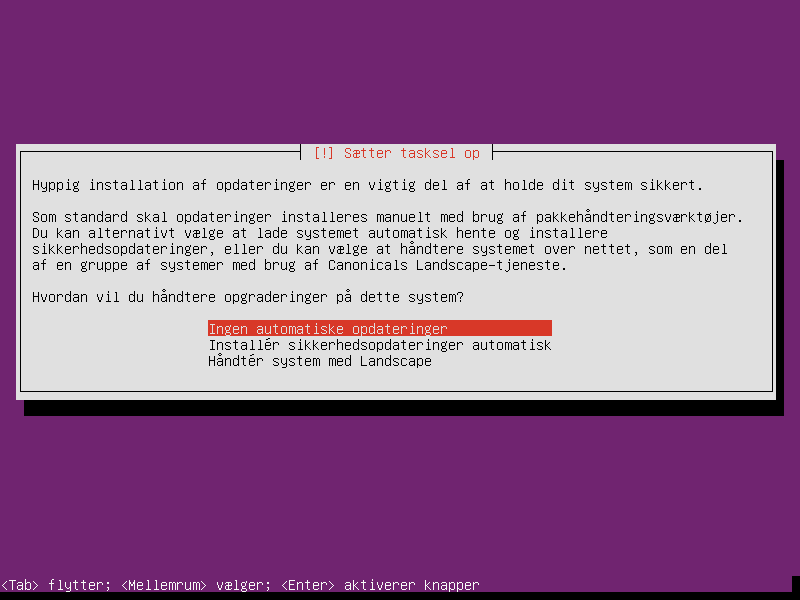 [!] Sætter tasksel op
Hyppig installation af opdateringer er en vigtig del af at holde dit system sikkert.
Som standard skal opdateringer installeres manuelt med brug af pakkehåndteringsværktøjer.
Du kan alternativt vælge at lade systemet automatisk hente og installere
sikkerhedsopdateringer, eller du kan vælge at håndtere systemet over nettet, som en del
af en gruppe af systemer med brug af Canonicals Landscape-tjeneste.
Hvordan vil du håndtere opgraderinger på dette system?
Ingen automatiske opdateringer
Installér sikkerhedsopdateringer automatisk
Håndtér system med Landscape
<Tab> flytter; <Mellemrum> vælger; <Enter> aktiverer knapper